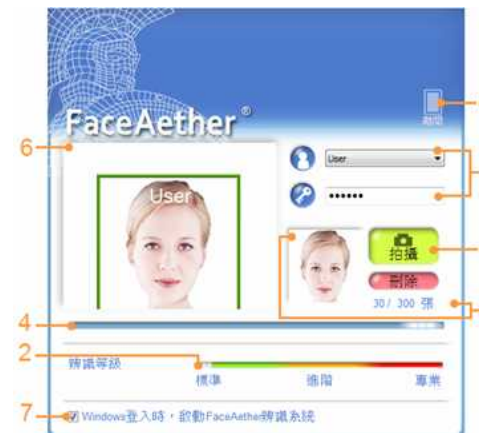 FaceAether®
6
User
User
••••••
拍攝
刪除
30 / 300 張
4
2
辨識等級
標準 進階 專業
7
Windows登入時，啟動FaceAether辨識系統